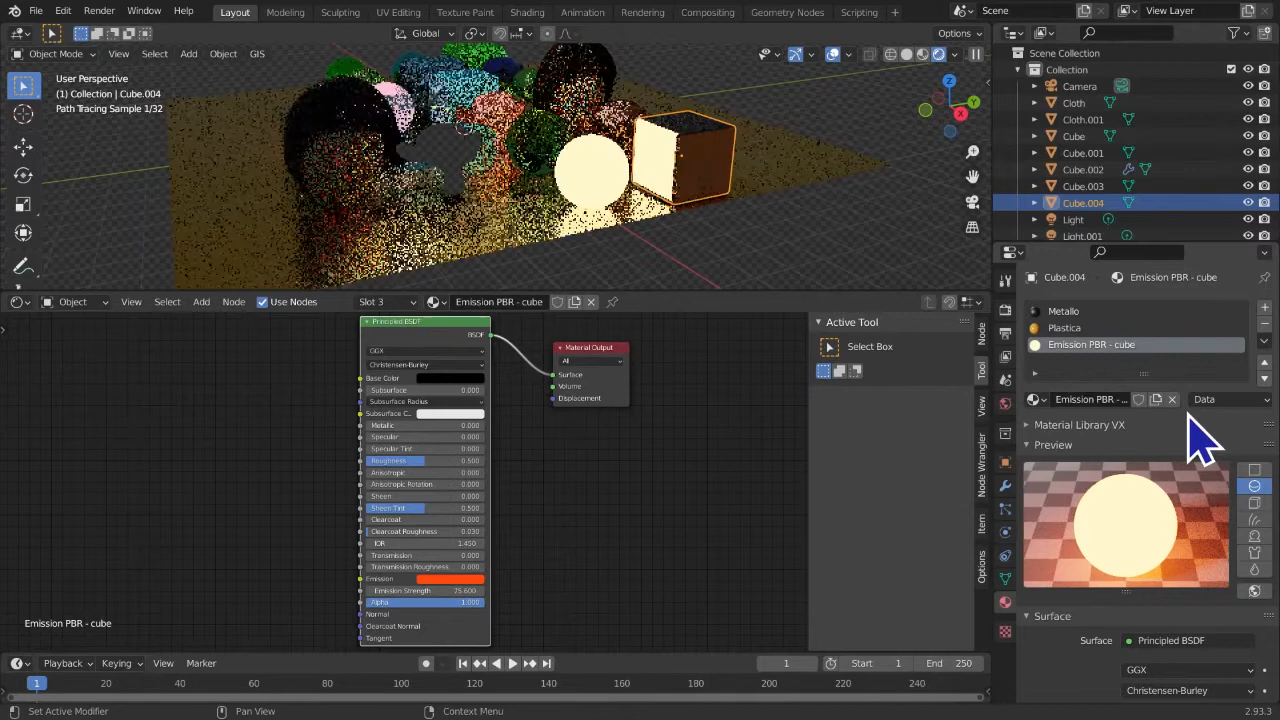 File Edit Render Window Help
Layout Modeling Sculpting UV Editing Texture Paint Shading Animation Rendering Compositing Geometry Nodes Scripting +
Scene View Layer
Global Options
Object Mode View Select Add Object GIS
User Perspective
(1) Collection | Cube.004
Path Tracing Sample 1/32
Z
Y
X
Scene Collection
Collection
Camera
Cloth
Cloth.001
Cube
Cube.001
Cube.002
Cube.003
Cube.004
Light
Light.001
Object View Select Add Node Use Nodes Slot 3 Emission PBR - cube
Principled BSDF
BSDF
GGX
Christensen-Burley
Base Color
Subsurface 0.000
Subsurface Radius
Subsurface C..
Metallic 0.000
Specular 0.000
Specular Tint 0.000
Roughness 0.500
Anisotropic 0.000
Anisotropic Rotation 0.000
Sheen 0.000
Sheen Tint 0.500
Clearcoat 0.000
Clearcoat Roughness 0.030
IOR 1.450
Transmission 0.000
Transmission Roughness 0.000
Emission
Emission Strength 75.600
Alpha 1.000
Normal
Clearcoat Normal
Tangent
Material Output
All
Surface
Volume
Displacement
Emission PBR - cube
Active Tool
Select Box
Node
Tool
View
Node Wrangler
Item
Options
Cube.004 Emission PBR - cube
Metallo
Plastica
Emission PBR - cube
Emission PBR - ... Data
Material Library VX
Preview
Surface
Surface Principled BSDF
GGX
Christensen-Burley
Playback Keying View Marker 1 Start 1 End 250
1 20 40 60 80 100 120 140 160 180 200 220 240
Set Active Modifier Pan View Context Menu 2.93.3